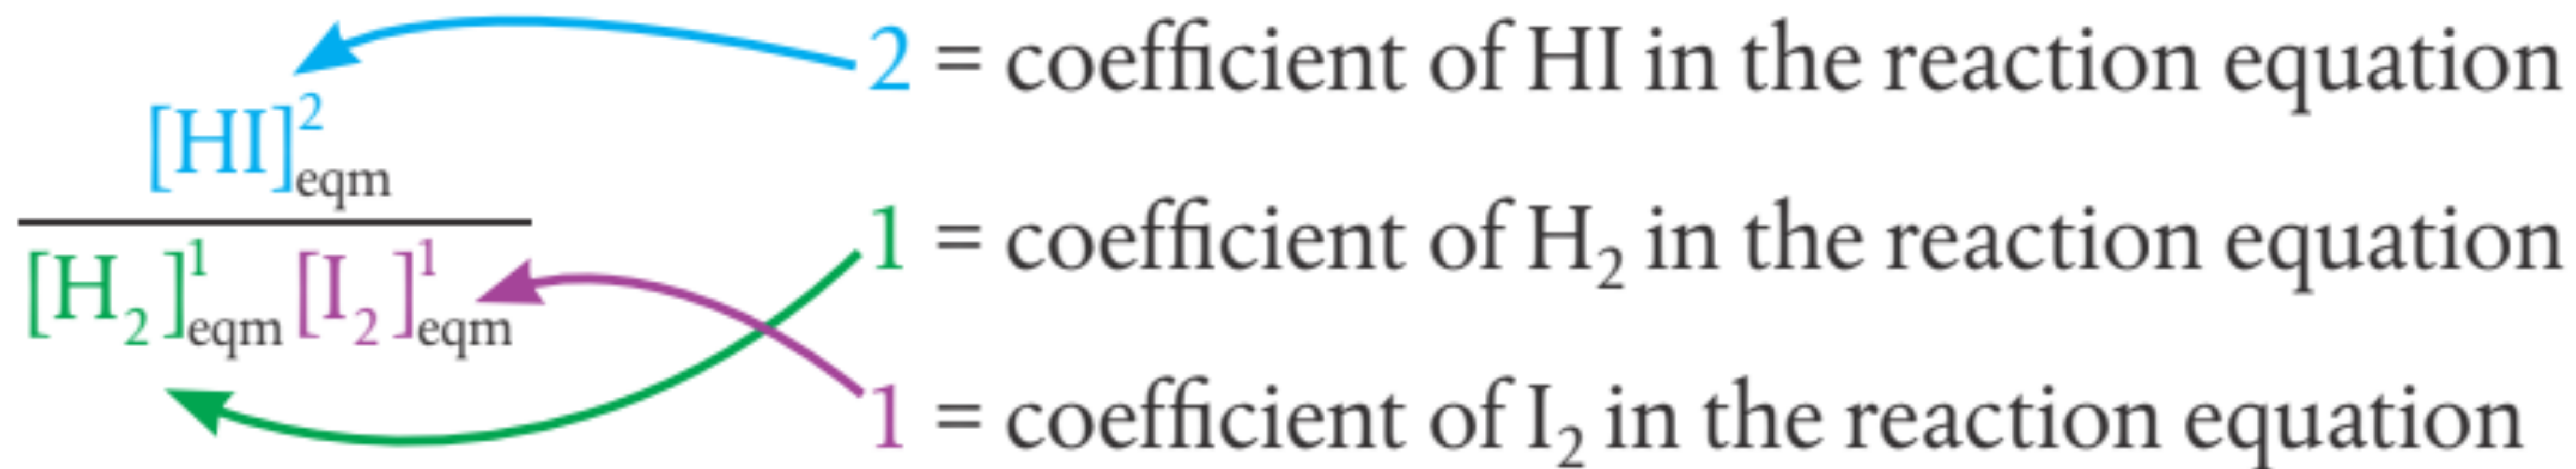 2 = coefficient of HI in the reaction equation
[HI]²eqm
[H₂]¹eqm [I₂]¹eqm
1 = coefficient of H₂ in the reaction equation
1 = coefficient of I₂ in the reaction equation